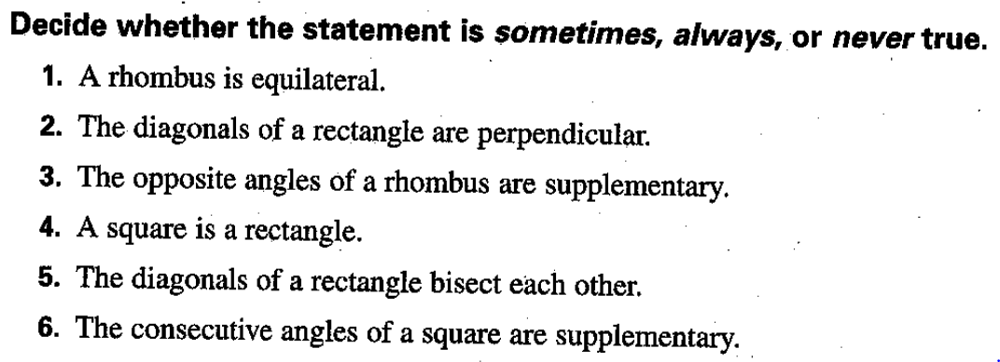 Decide whether the statement is sometimes, always, or never true.
1. A rhombus is equilateral.
2. The diagonals of a rectangle are perpendicular.
3. The opposite angles of a rhombus are supplementary.
4. A square is a rectangle.
5. The diagonals of a rectangle bisect each other.
6. The consecutive angles of a square are supplementary.